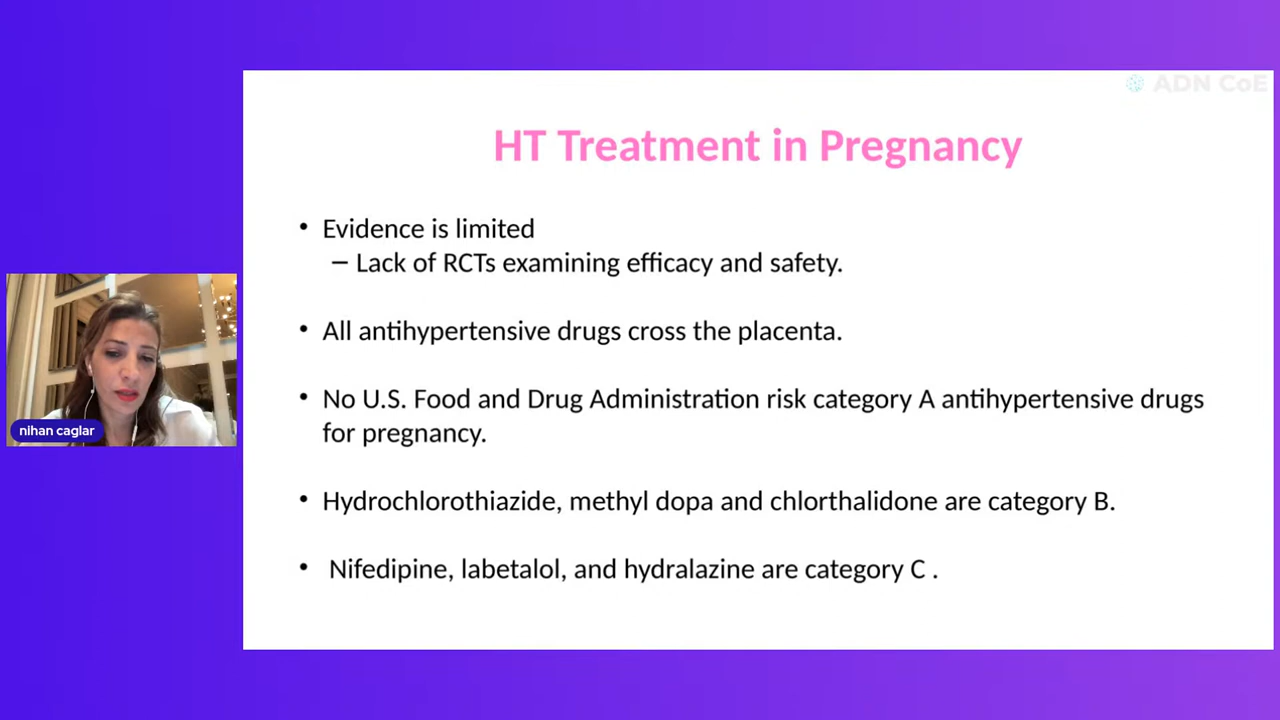 ADN CoE
HT Treatment in Pregnancy
• Evidence is limited
– Lack of RCTs examining efficacy and safety.
• All antihypertensive drugs cross the placenta.
• No U.S. Food and Drug Administration risk category A antihypertensive drugs
for pregnancy.
• Hydrochlorothiazide, methyl dopa and chlorthalidone are category B.
• Nifedipine, labetalol, and hydralazine are category C .
nihan caglar